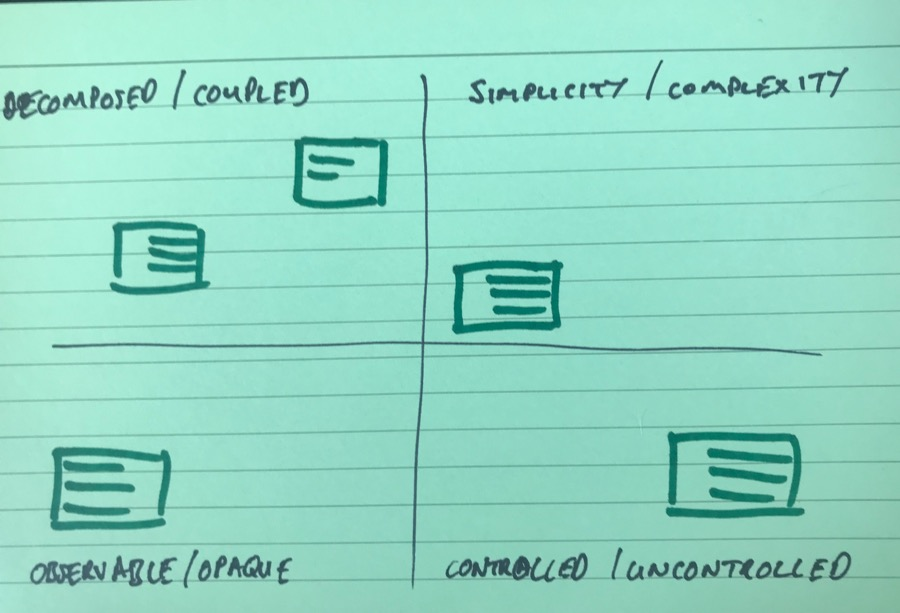 DECOMPOSED / COUPLED
SIMPLICITY / COMPLEXITY
OBSERVABLE / OPAQUE
CONTROLLED / UNCONTROLLED